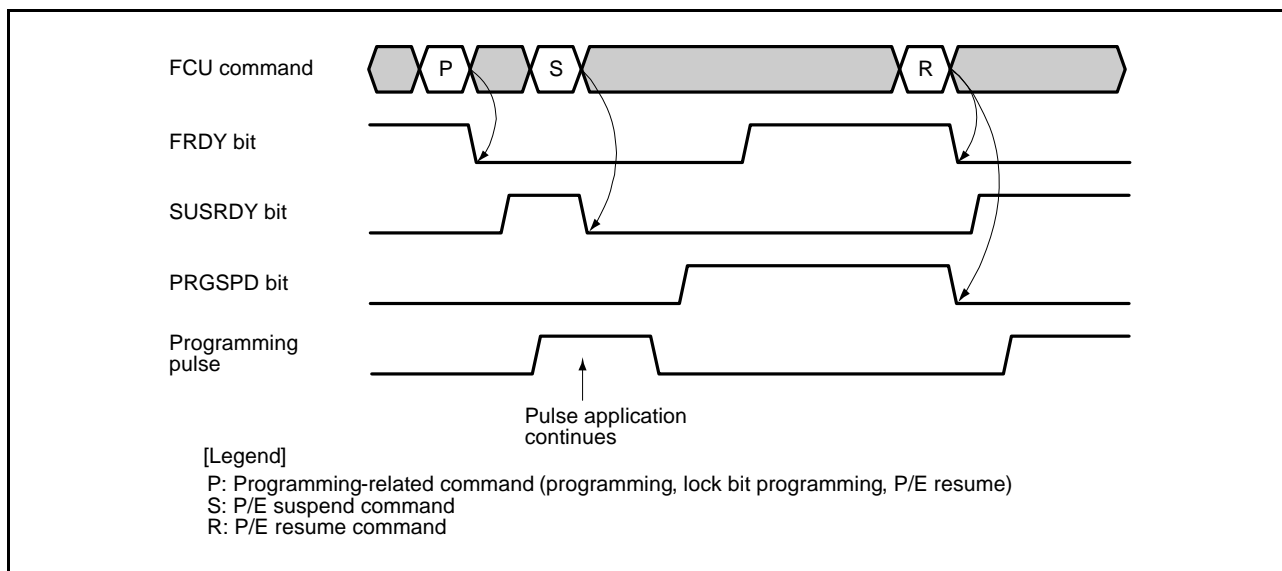 FCU command
P
S
R
FRDY bit
SUSRDY bit
PRGSPD bit
Programming
pulse
Pulse application
continues
[Legend]
P: Programming-related command (programming, lock bit programming, P/E resume)
S: P/E suspend command
R: P/E resume command